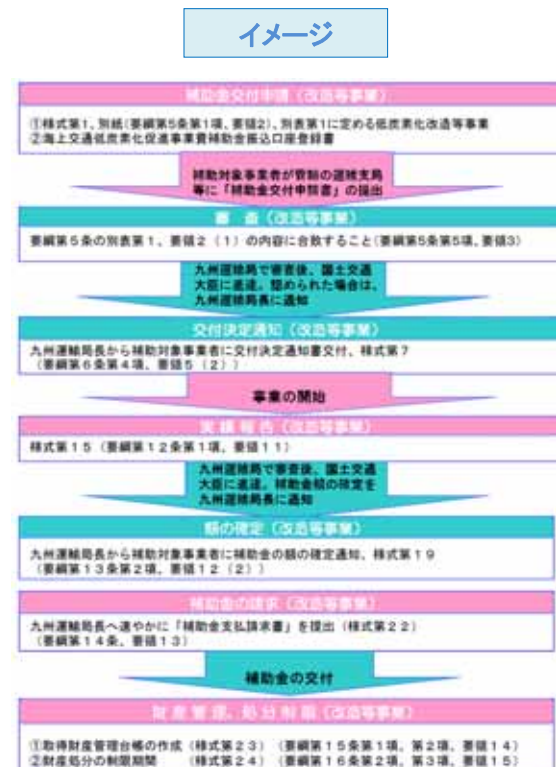 イメージ
補助金交付申請（改造等事業）
①様式第1、別紙（要綱第5条第1項、要領2）、別表第1に定める低炭素化改造等事業
②海上交通低炭素化促進事業費補助金振込口座登録書
補助対象事業者が管轄の運輸支局
等に「補助金交付申請書」の提出
審 査（改造等事業）
要綱第5条の別表第1、要領2（1）の内容に合致すること（要綱第5条第5項、要領3）
九州運輸局で審査後、国土交通
大臣に進達。認められた場合は、
九州運輸局長に通知
交付決定通知（改造等事業）
九州運輸局長から補助対象事業者に交付決定通知書交付、様式第7
（要綱第6条第4項、要領5（2））
事業の開始
実 績 報 告（改造等事業）
様式第15（要綱第12条第1項、要領11）
九州運輸局で審査後、国土交通
大臣に進達。補助金額の確定を
九州運輸局長に通知
額の確定（改造等事業）
九州運輸局長から補助対象事業者に補助金の額の確定通知、様式第19
（要綱第13条第2項、要領12（2））
補助金の請求（改造等事業）
九州運輸局長へ速やかに「補助金支払請求書」を提出（様式第22）
（要綱第14条、要領13）
補助金の交付
財 産 管 理、処 分 制 限（改造等事業）
①取得財産管理台帳の作成（様式第23）（要綱第15条第1項、第2項、要領14）
②財産処分の制限期間　（様式第24）（要綱第16条第2項、第3項、要領15）